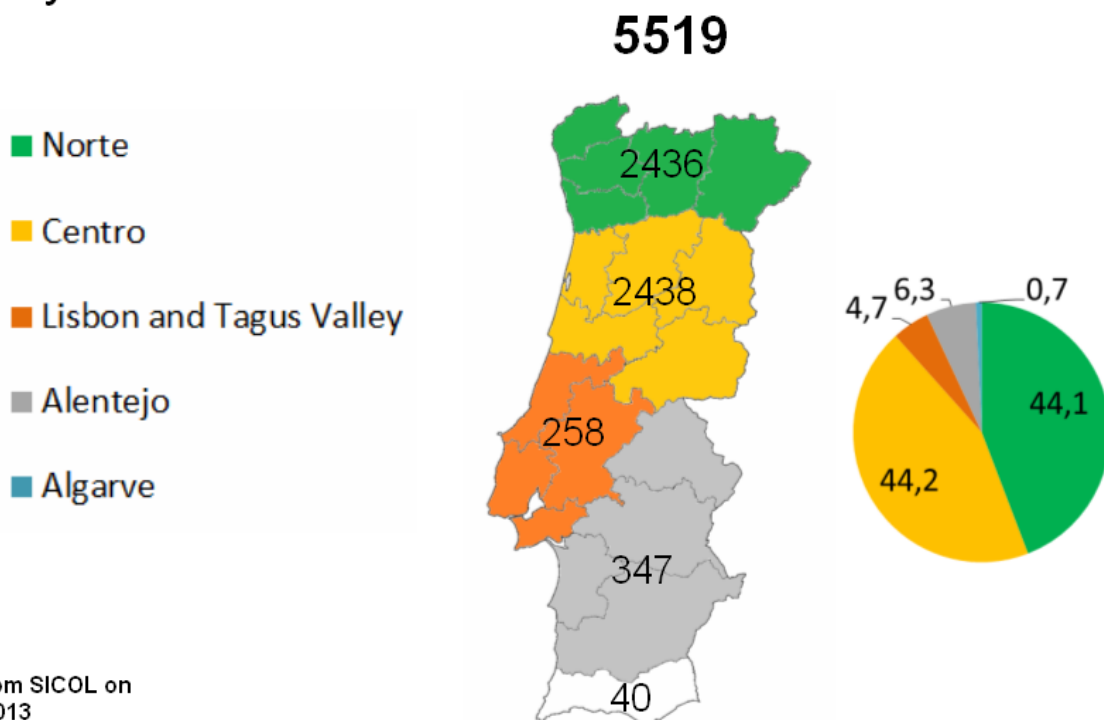 5519
Norte
Centro
Lisbon and Tagus Valley
Alentejo
Algarve
2436
2438
258
347
40
0,7
6,3
4,7
44,1
44,2
SICOL on